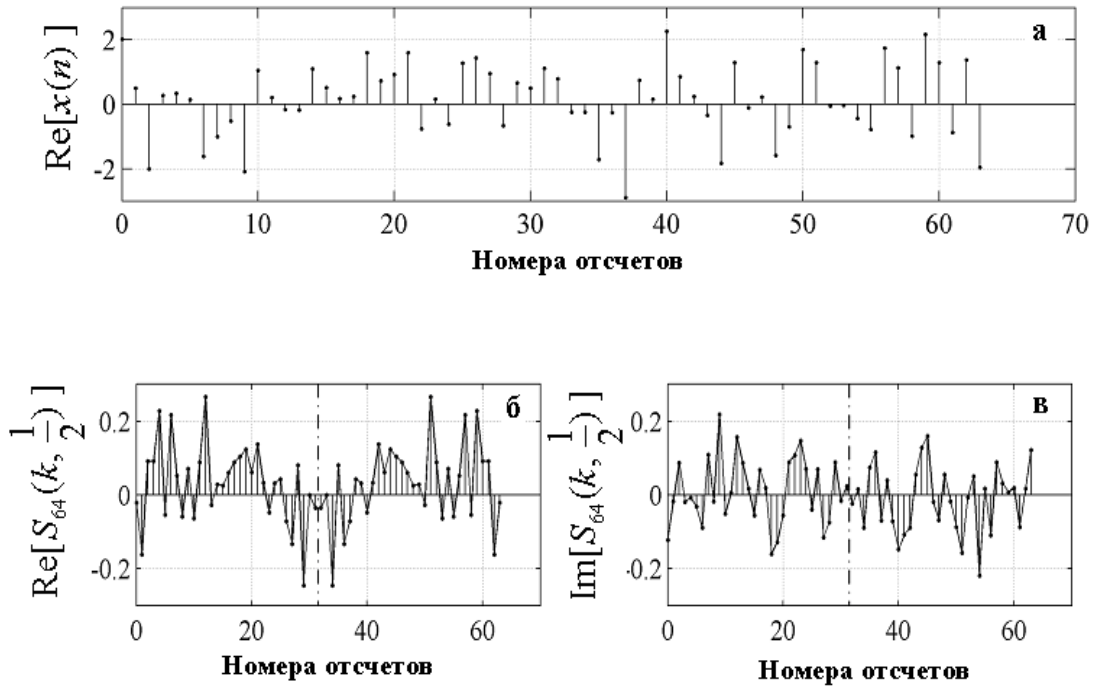 а
Re[x(n)]
2
0
-2
0 10 20 30 40 50 60 70
Номера отсчетов
б
Re[S64(k, 1/2)]
0.2
0
-0.2
0 20 40 60
Номера отсчетов
в
Im[S64(k, 1/2)]
0.2
0
-0.2
0 20 40 60
Номера отсчетов